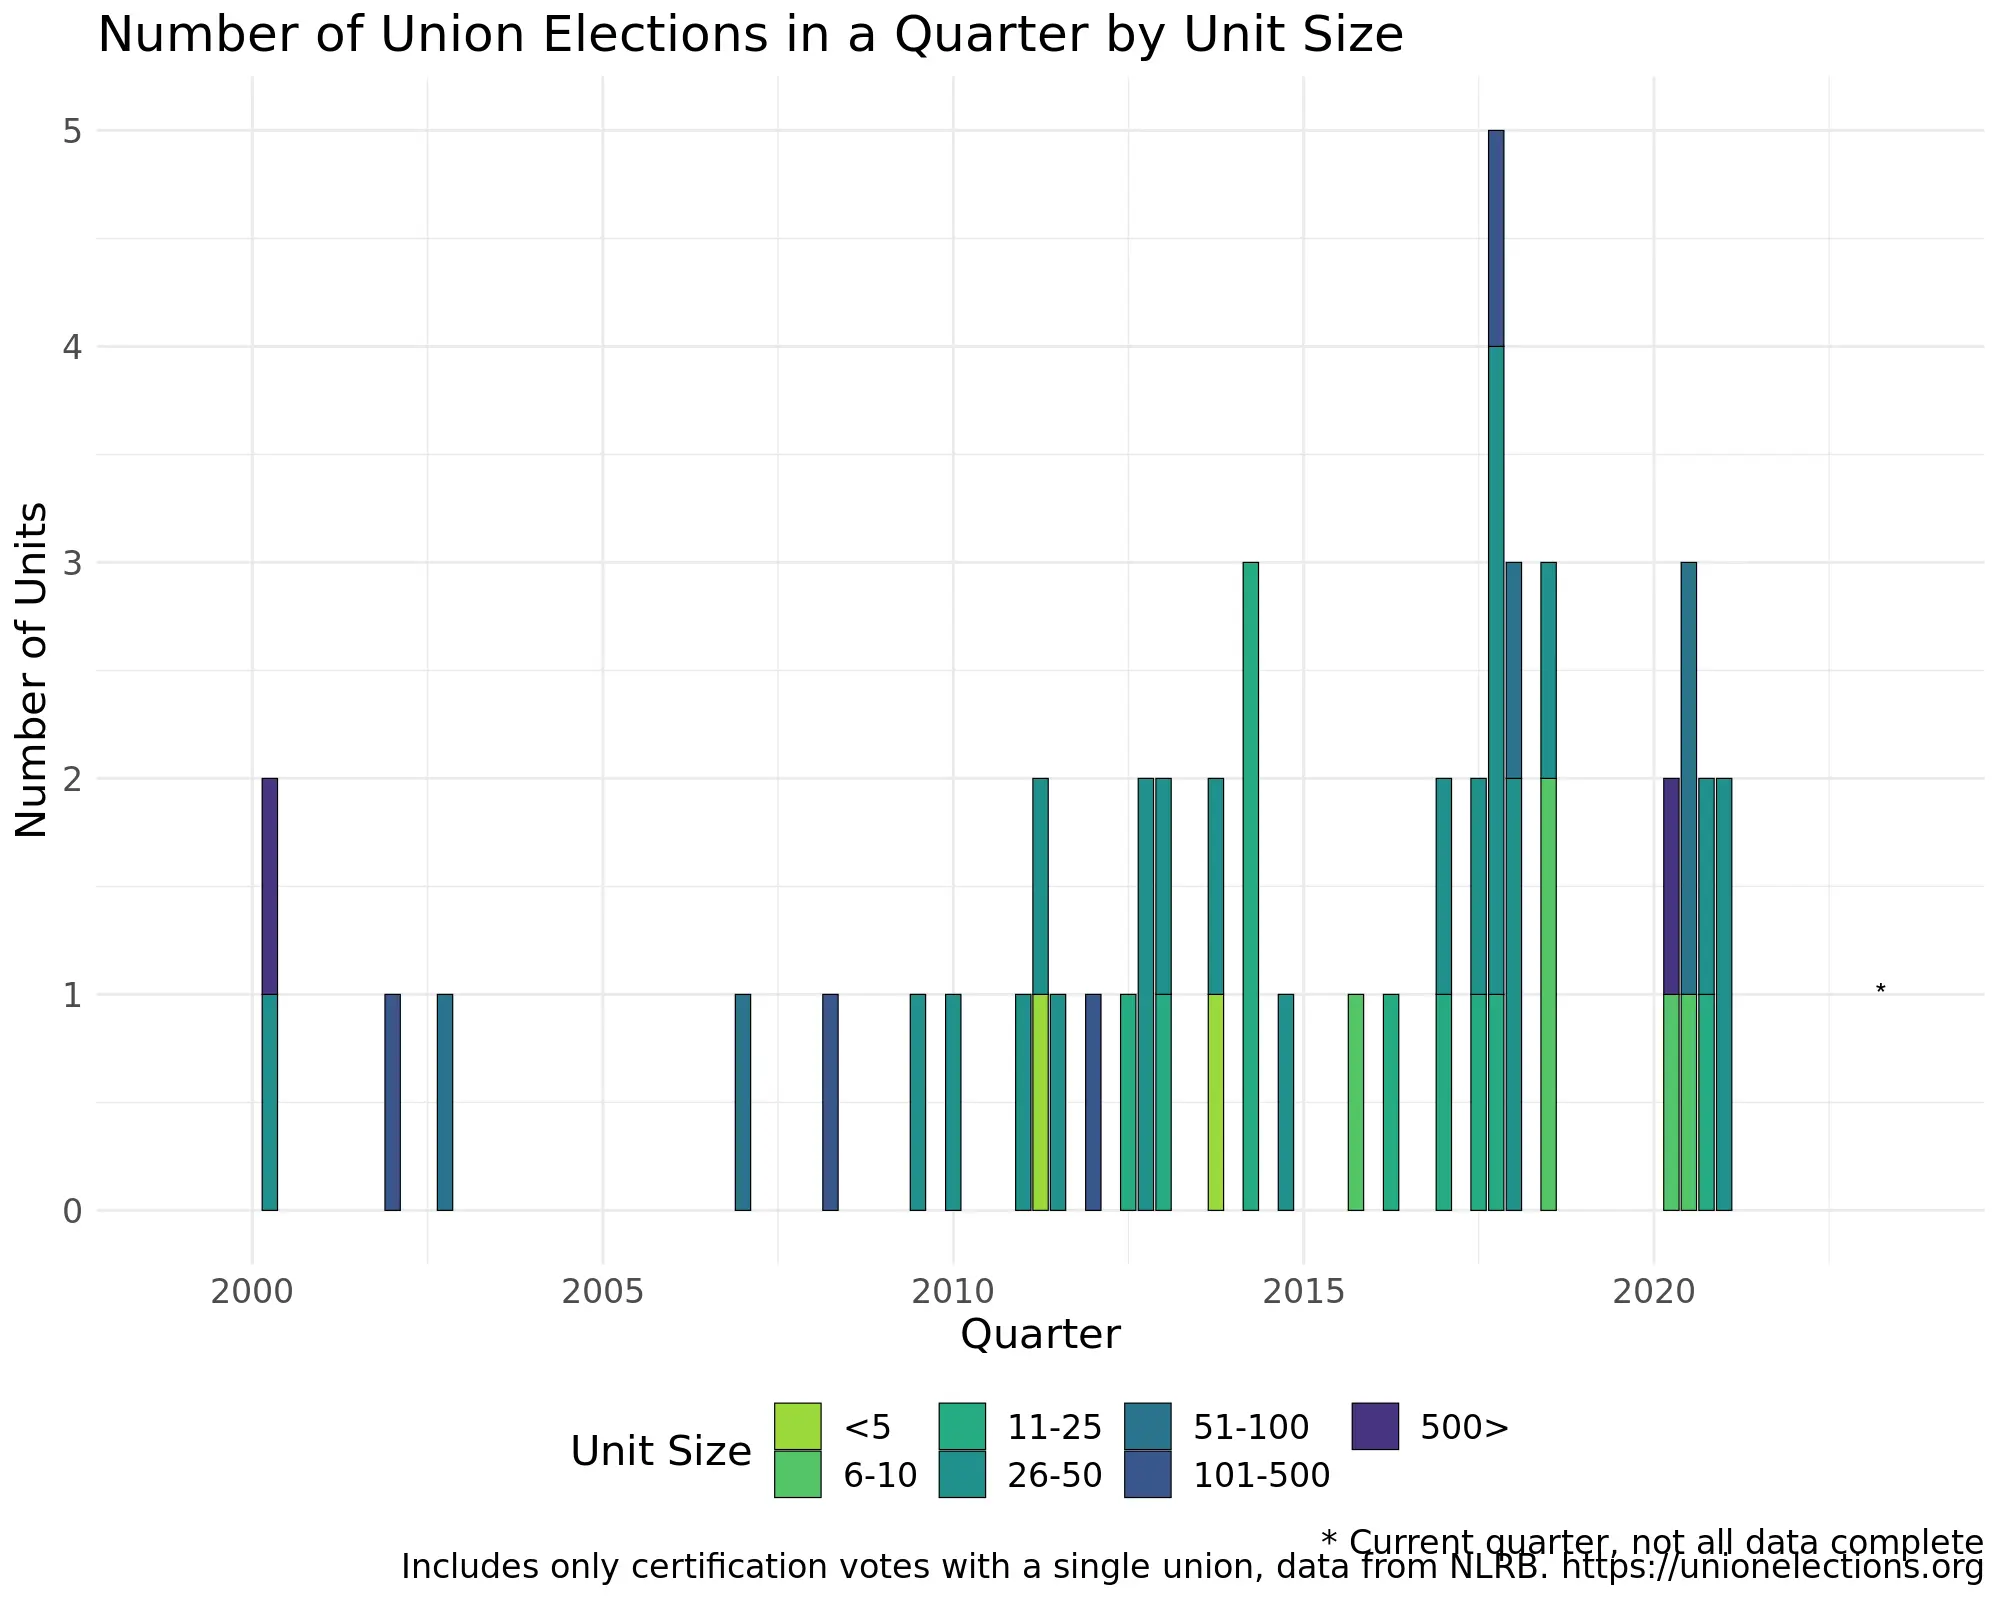 Number of Union Elections in a Quarter by Unit Size
Number of Units
5
4
3
2
1
0
*
2000 2005 2010 2015 2020
Quarter
Unit Size
<5 11-25 51-100 500>
6-10 26-50 101-500
* Current quarter, not all data complete
Includes only certification votes with a single union, data from NLRB. https://unionelections.org